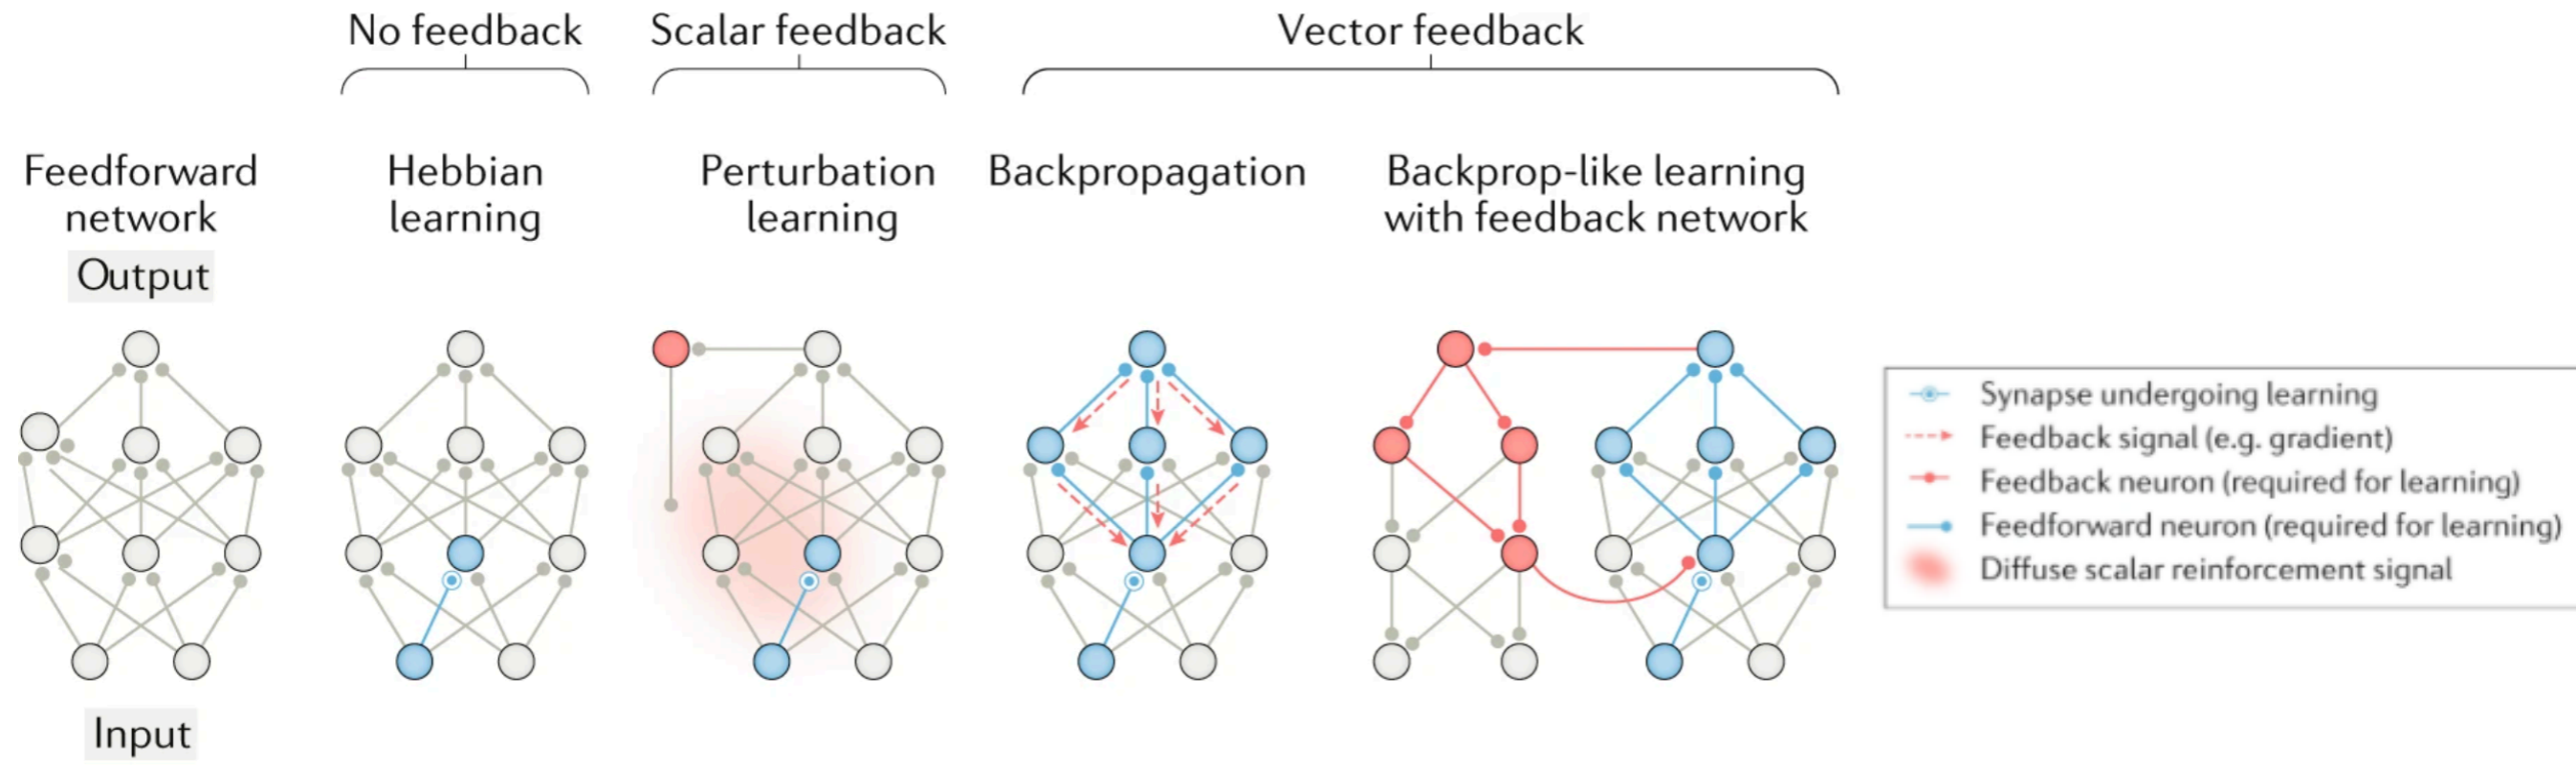 No feedback
Scalar feedback
Vector feedback
Feedforward
network
Hebbian
learning
Perturbation
learning
Backpropagation
Backprop-like learning
with feedback network
Output
Input
Synapse undergoing learning
Feedback signal (e.g. gradient)
Feedback neuron (required for learning)
Feedforward neuron (required for learning)
Diffuse scalar reinforcement signal